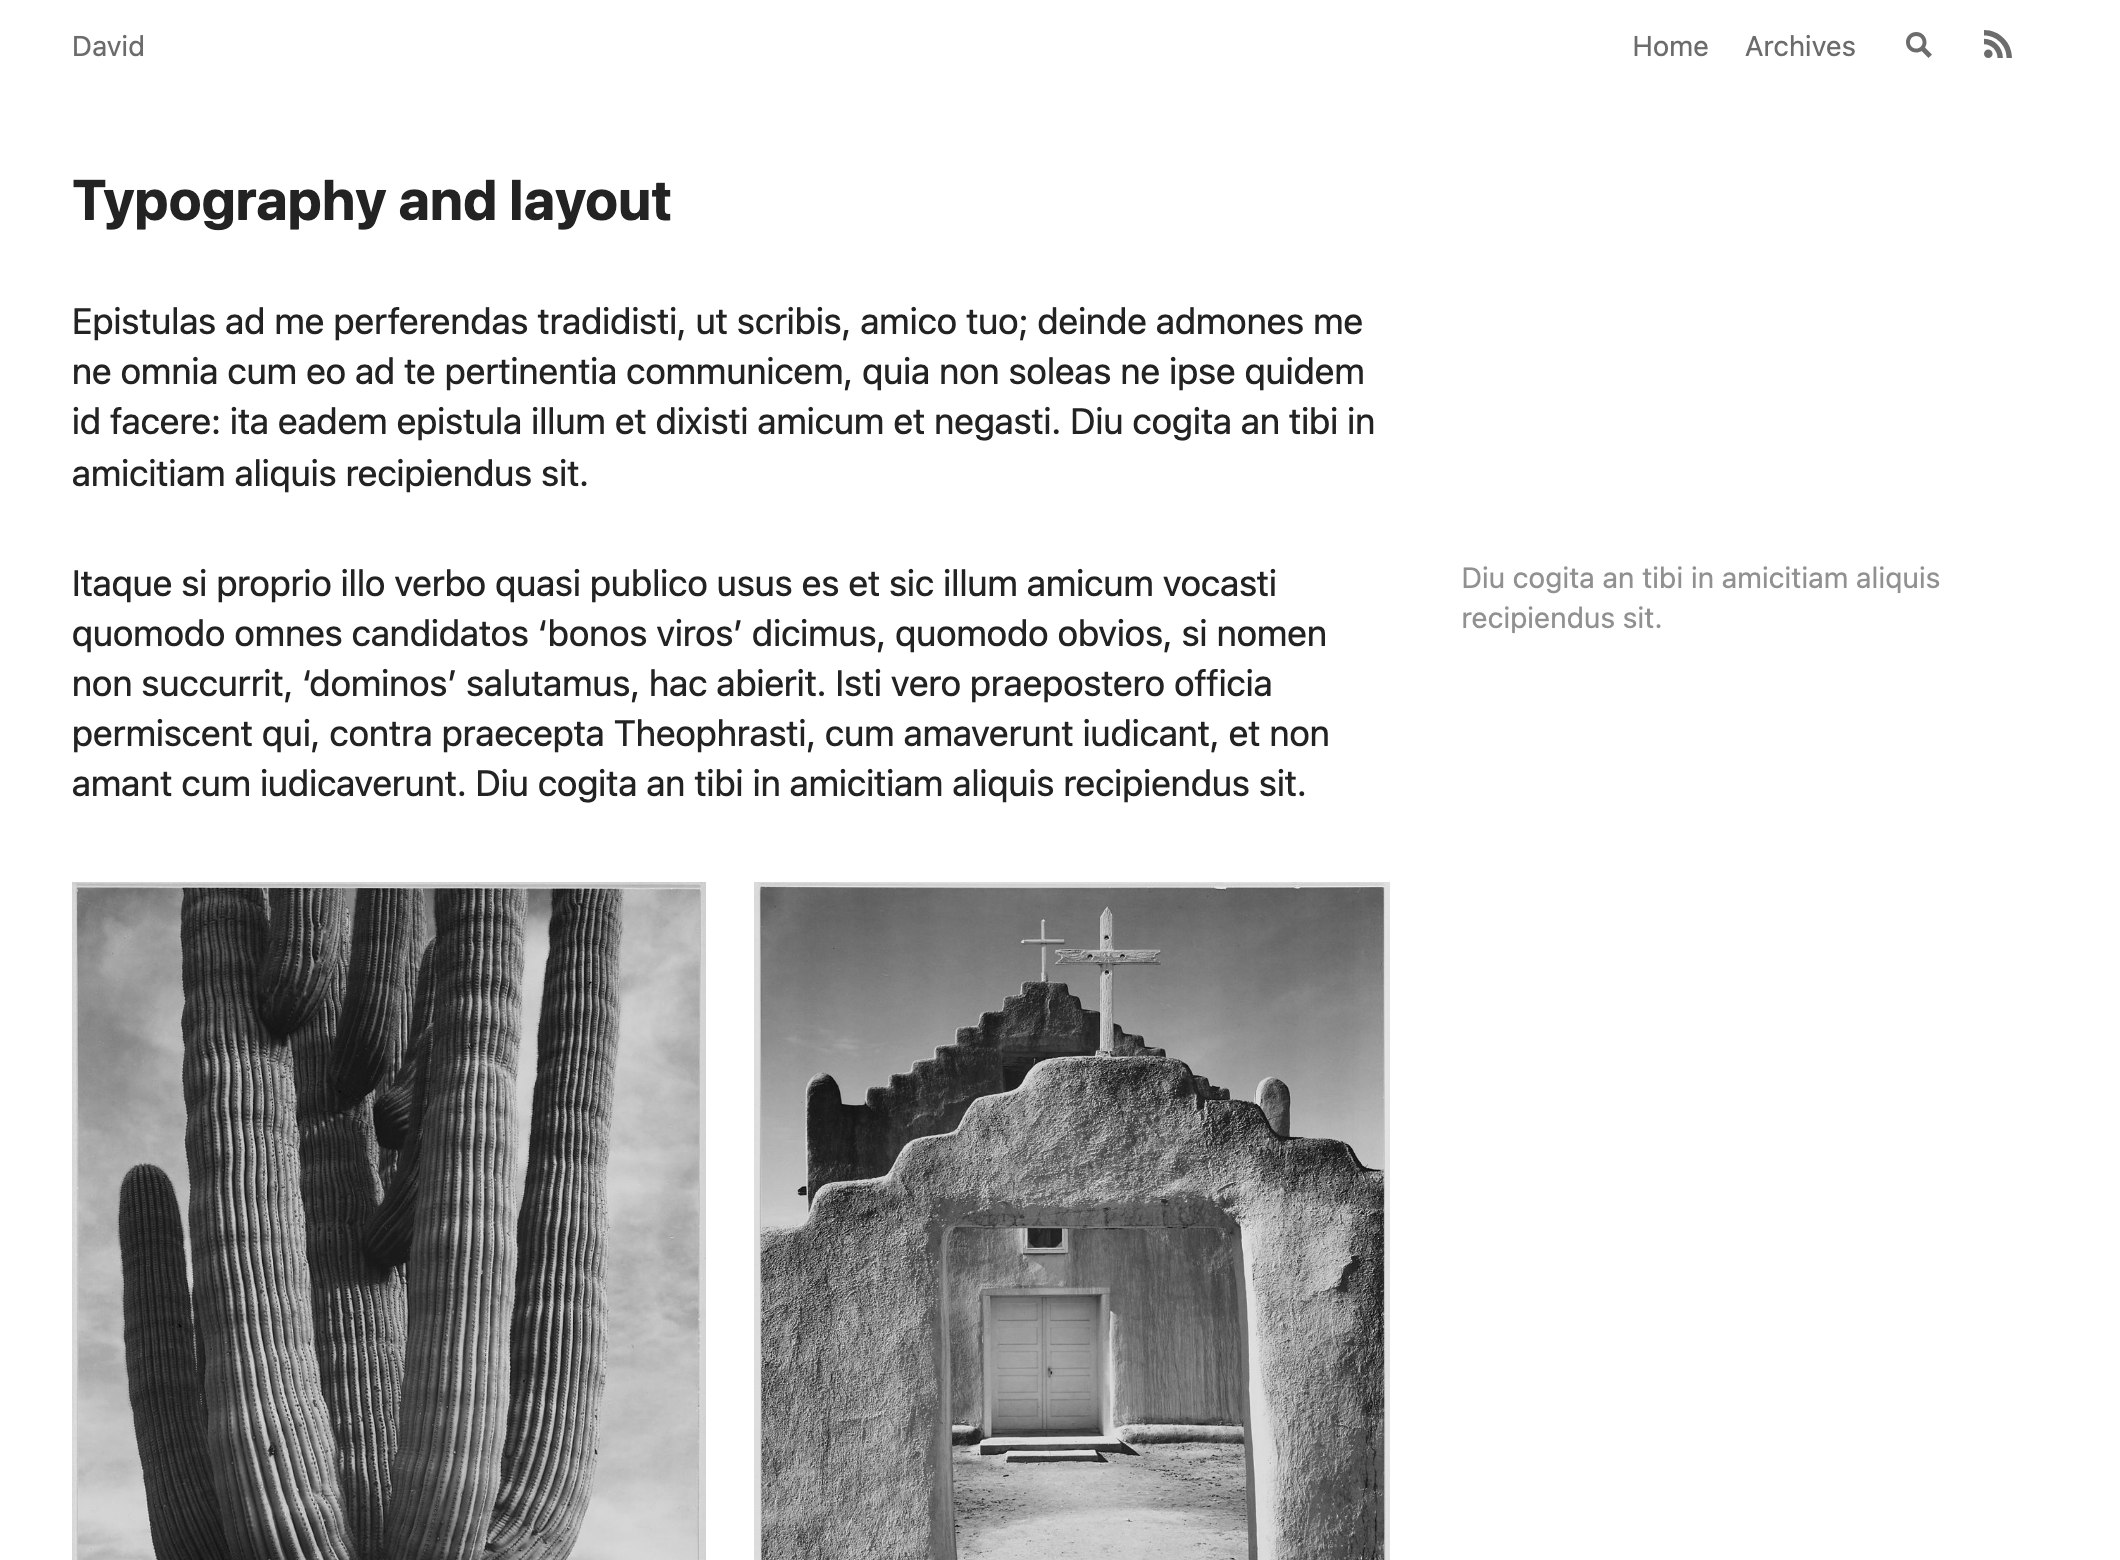 David
Home Archives
Typography and layout
Epistulas ad me perferendas tradidisti, ut scribis, amico tuo; deinde admones me
ne omnia cum eo ad te pertinentia communicem, quia non soleas ne ipse quidem
id facere: ita eadem epistula illum et dixisti amicum et negasti. Diu cogita an tibi in
amicitiam aliquis recipiendus sit.
Itaque si proprio illo verbo quasi publico usus es et sic illum amicum vocasti
quomodo omnes candidatos ‘bonos viros’ dicimus, quomodo obvios, si nomen
non succurrit, ‘dominos’ salutamus, hac abierit. Isti vero praepostero officia
permiscent qui, contra praecepta Theophrasti, cum amaverunt iudicant, et non
amant cum iudicaverunt. Diu cogita an tibi in amicitiam aliquis recipiendus sit.
Diu cogita an tibi in amicitiam aliquis
recipiendus sit.